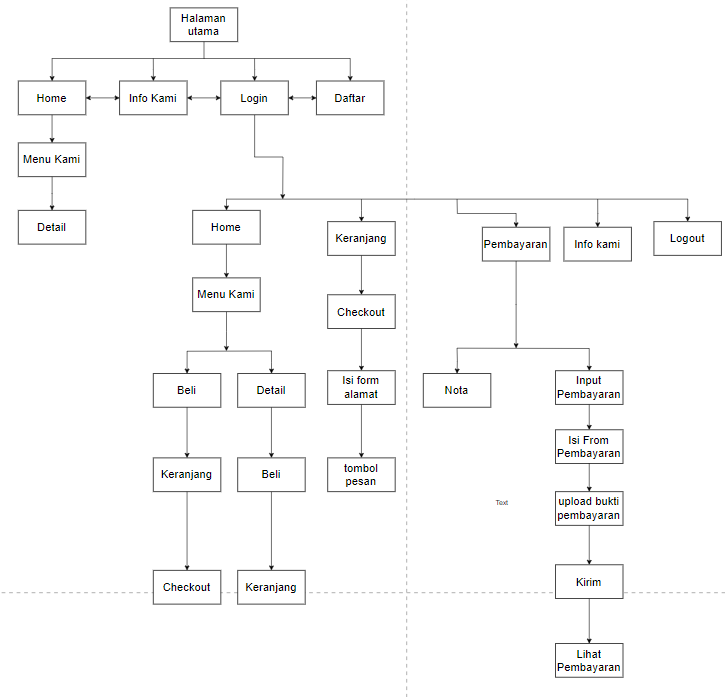 Halaman
utama
Home
Info Kami
Login
Daftar
Menu Kami
Detail
Home
Keranjang
Pembayaran
Info kami
Logout
Menu Kami
Checkout
Beli
Detail
Isi form
alamat
Nota
Input
Pembayaran
Keranjang
Beli
tombol
pesan
Isi From
Pembayaran
Text
upload bukti
pembayaran
Checkout
Keranjang
Kirim
Lihat
Pembayaran